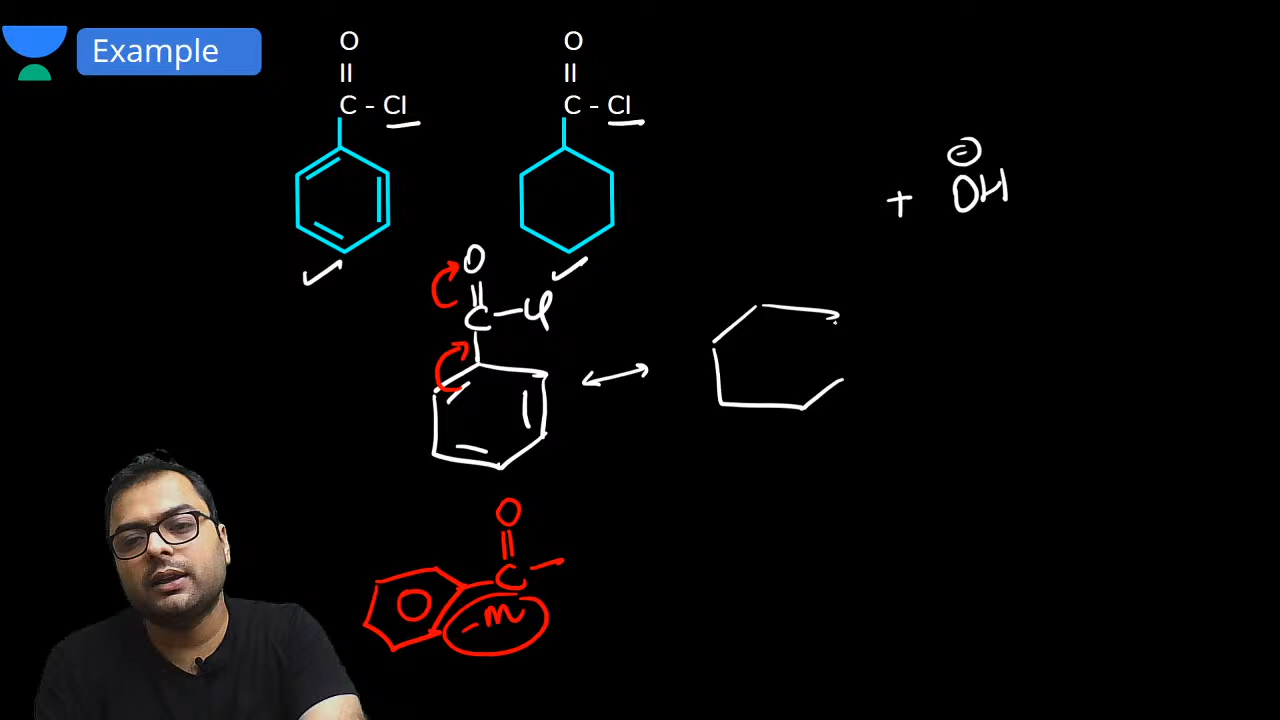 Example
O O
|| ||
C - Cl C - Cl
+ OH
⊖
O
||
C - Cl
O
||
C -
-m